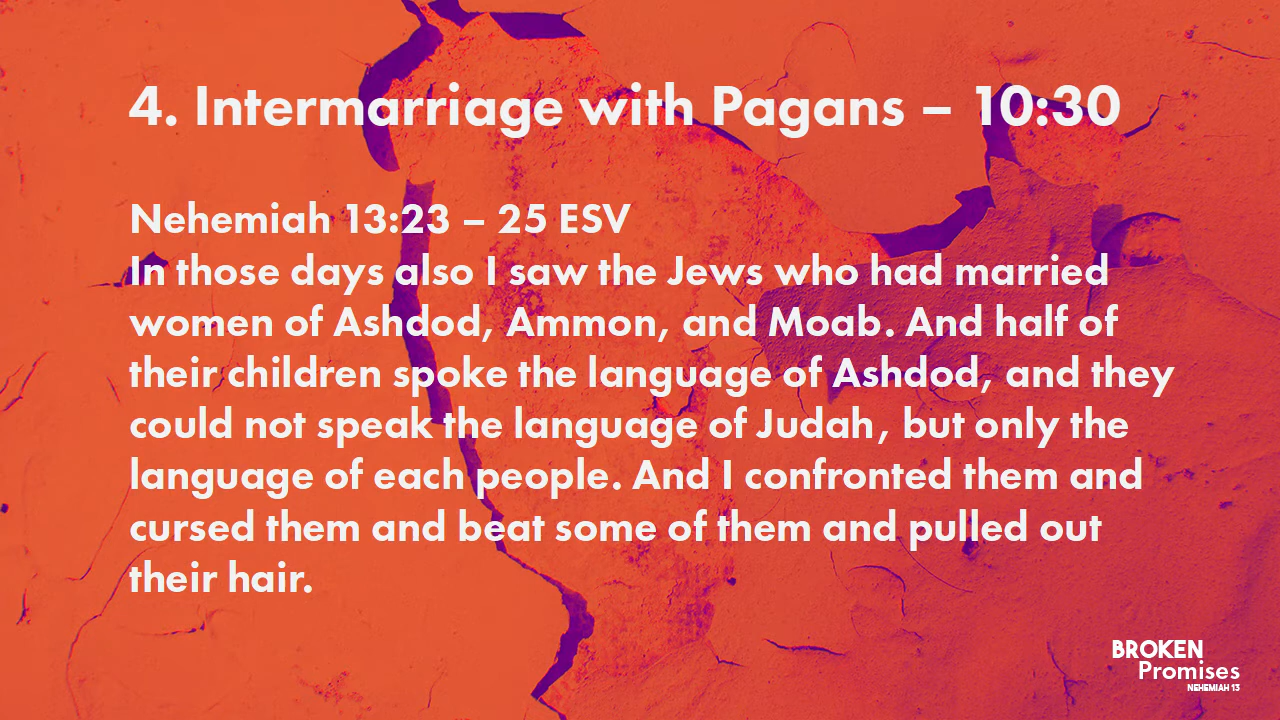 4. Intermarriage with Pagans – 10:30
Nehemiah 13:23 – 25 ESV
In those days also I saw the Jews who had married
women of Ashdod, Ammon, and Moab. And half of
their children spoke the language of Ashdod, and they
could not speak the language of Judah, but only the
language of each people. And I confronted them and
cursed them and beat some of them and pulled out
their hair.
BROKEN
Promises
NEHEMIAH 13